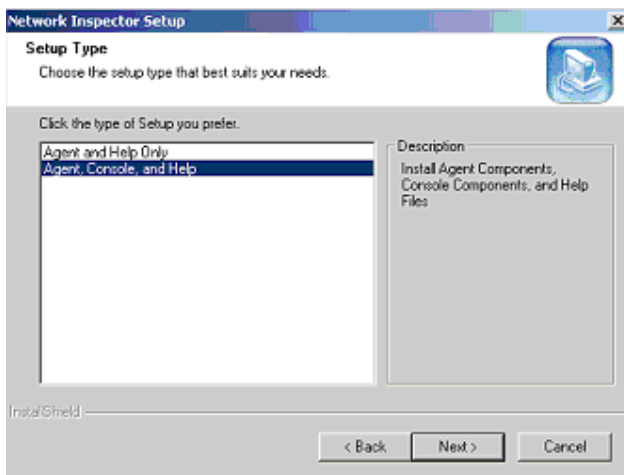 Network Inspector Setup
Setup Type
Choose the setup type that best suits your needs.
Click the type of Setup you prefer.
Agent and Help Only
Agent, Console, and Help
Description
Install Agent Components,
Console Components, and Help
Files
InstallShield
< Back
Next >
Cancel